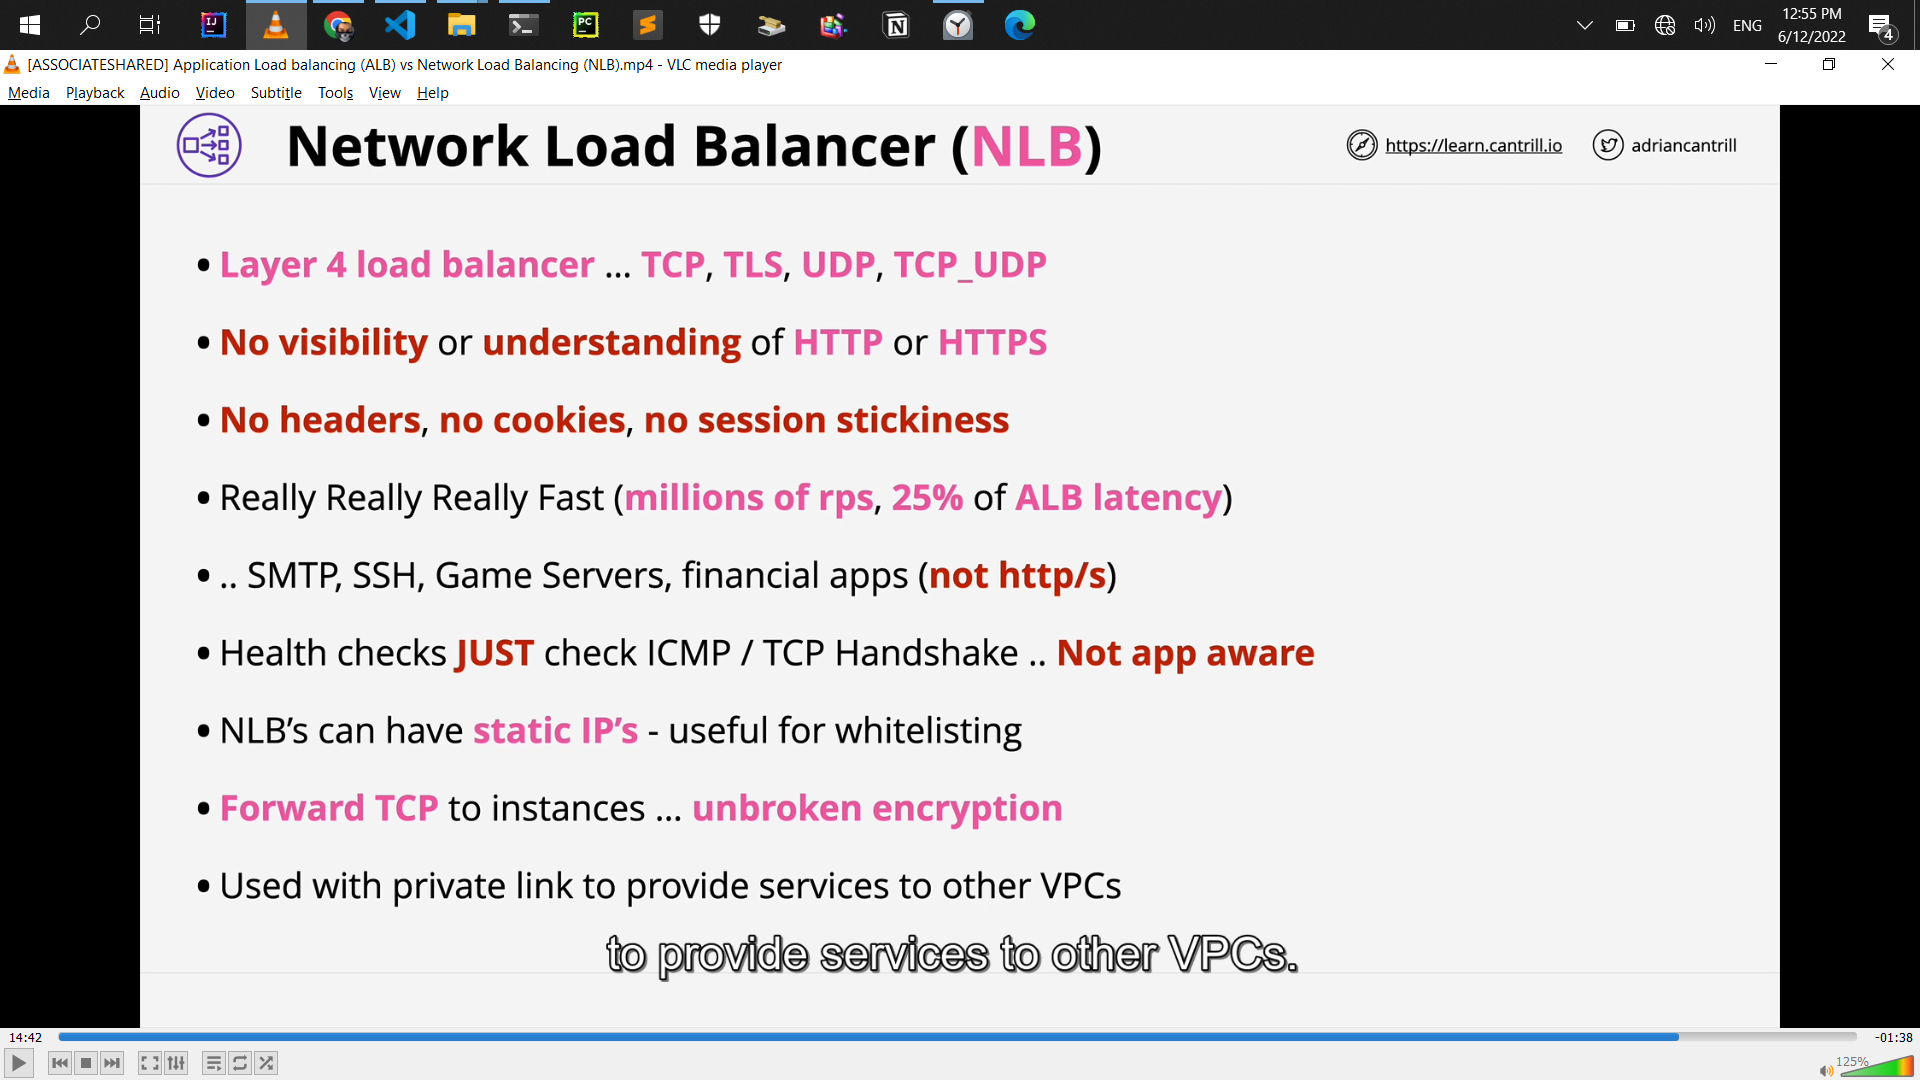 ENG
12:55 PM
6/12/2022
4
[ASSOCIATESHARED] Application Load balancing (ALB) vs Network Load Balancing (NLB).mp4 - VLC media player
Media Playback Audio Video Subtitle Tools View Help
Network Load Balancer (NLB)
https://learn.cantrill.io
adriancantrill
• Layer 4 load balancer ... TCP, TLS, UDP, TCP_UDP
• No visibility or understanding of HTTP or HTTPS
• No headers, no cookies, no session stickiness
• Really Really Really Fast (millions of rps, 25% of ALB latency)
• .. SMTP, SSH, Game Servers, financial apps (not http/s)
• Health checks JUST check ICMP / TCP Handshake .. Not app aware
• NLB’s can have static IP’s - useful for whitelisting
• Forward TCP to instances ... unbroken encryption
• Used with private link to provide services to other VPCs
to provide services to other VPCs.
14:42
-01:38
125%